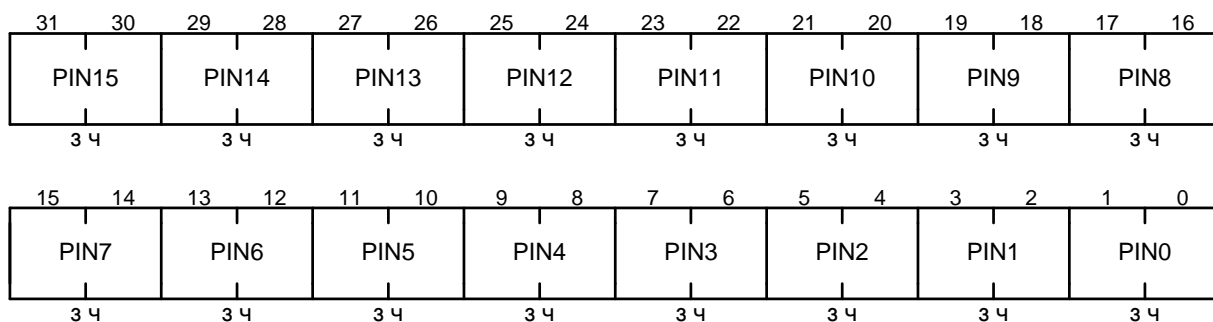 31 30 29 28 27 26 25 24 23 22 21 20 19 18 17 16
PIN15 PIN14 PIN13 PIN12 PIN11 PIN10 PIN9 PIN8
з ч з ч з ч з ч з ч з ч з ч з ч
15 14 13 12 11 10 9 8 7 6 5 4 3 2 1 0
PIN7 PIN6 PIN5 PIN4 PIN3 PIN2 PIN1 PIN0
з ч з ч з ч з ч з ч з ч з ч з ч